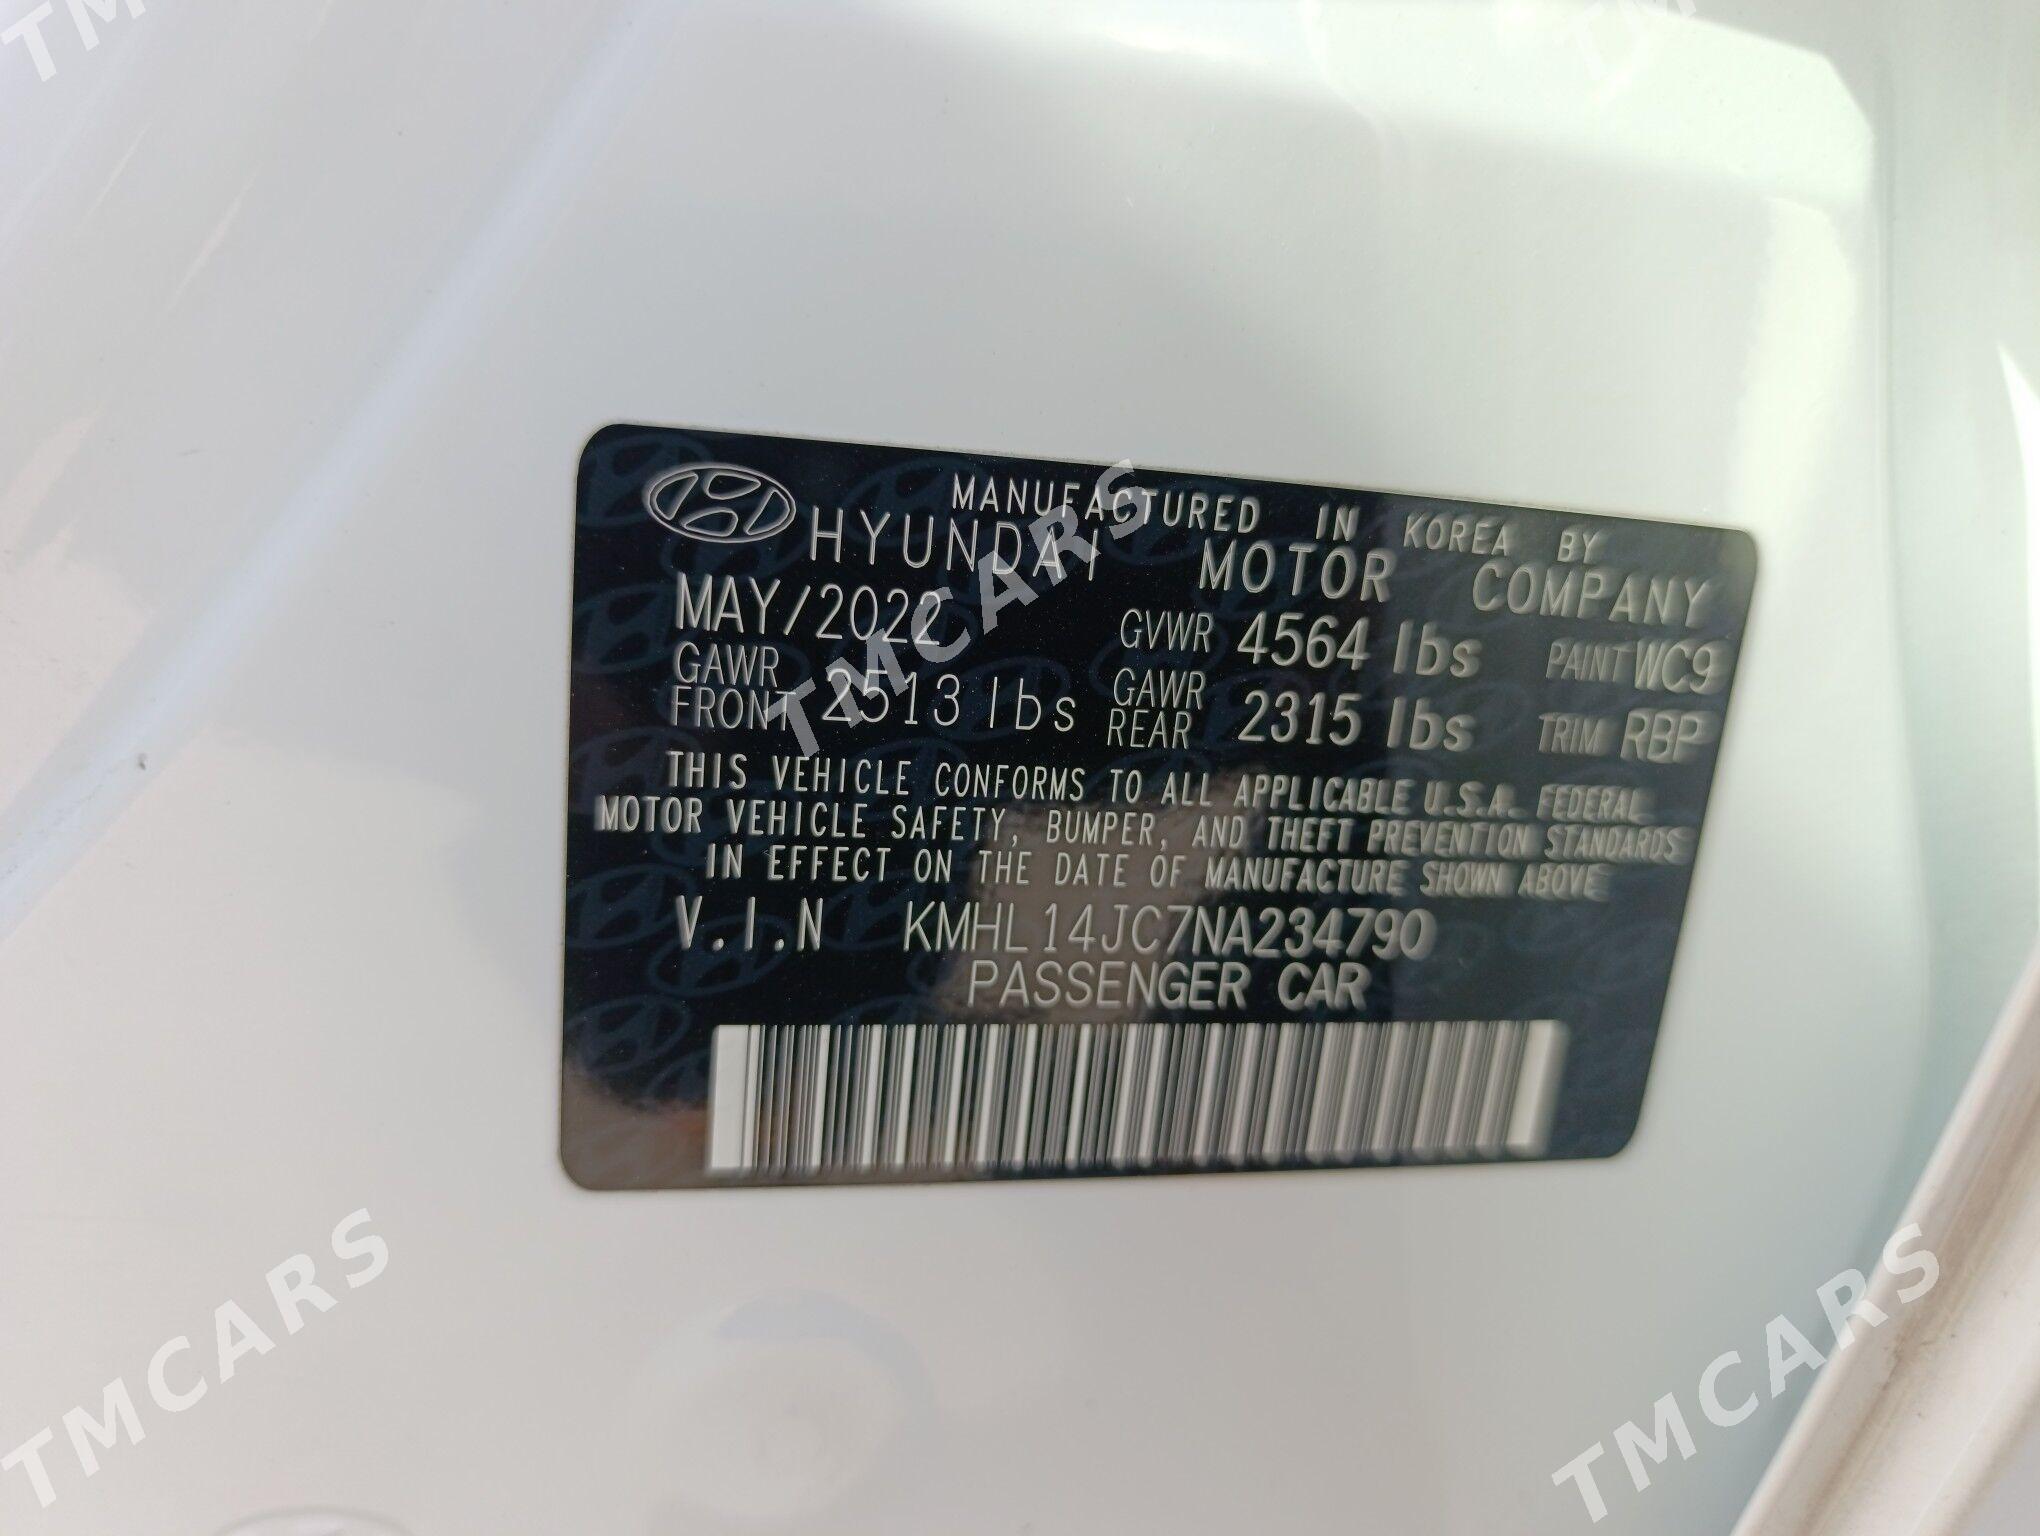 MANUFACTURED IN KOREA BY
HYUNDAI MOTOR COMPANY
MAY/2022 GVWR 4564 lbs PAINT WC9
GAWR FRONT 2513 lbs GAWR REAR 2315 lbs TRIM RBP
THIS VEHICLE CONFORMS TO ALL APPLICABLE U.S.A. FEDERAL
MOTOR VEHICLE SAFETY, BUMPER, AND THEFT PREVENTION STANDARDS
IN EFFECT ON THE DATE OF MANUFACTURE SHOWN ABOVE
V.I.N KMHL14JC7NA234790
PASSENGER CAR
TMCARS
TMCARS
TMCARS